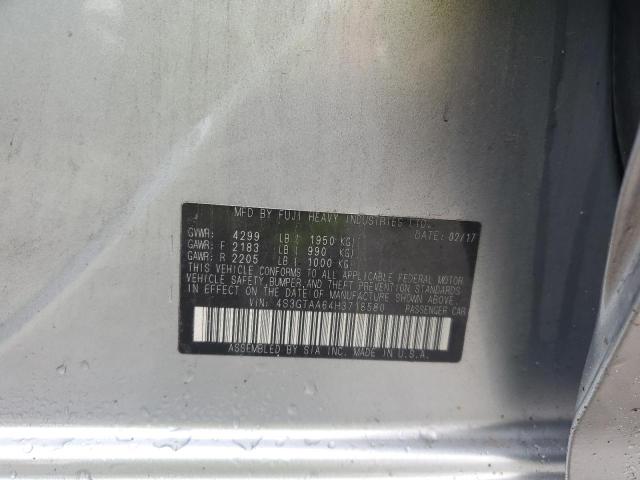 MFD BY FUJI HEAVY INDUSTRIES LTD.
DATE: 02/17
GVWR: 4299 LB ( 1950 KG)
GAWR: F 2183 LB ( 990 KG)
GAWR: R 2205 LB ( 1000 KG)
THIS VEHICLE CONFORMS TO ALL APPLICABLE FEDERAL MOTOR
VEHICLE SAFETY, BUMPER, AND THEFT PREVENTION STANDARDS
IN EFFECT ON THE DATE OF MANUFACTURE SHOWN ABOVE.
VIN: 4S3GTAA64H3718580 PASSENGER CAR
ASSEMBLED BY SIA INC. MADE IN U.S.A.